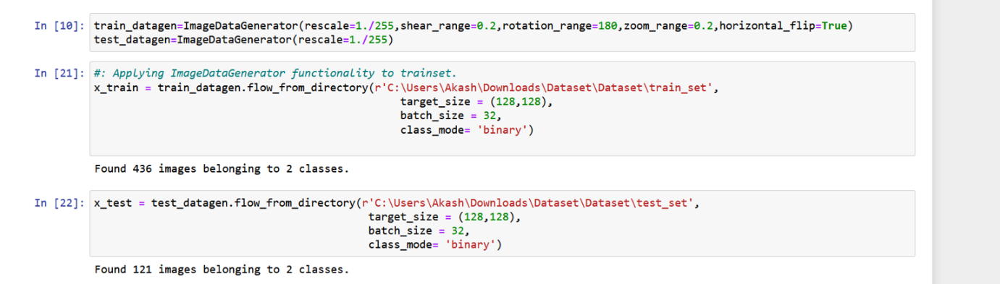 In [10]: train_datagen=ImageDataGenerator(rescale=1./255,shear_range=0.2,rotation_range=180,zoom_range=0.2,horizontal_flip=True)
test_datagen=ImageDataGenerator(rescale=1./255)
In [21]: #: Applying ImageDataGenerator functionality to trainset.
x_train = train_datagen.flow_from_directory(r'C:\Users\Akash\Downloads\Dataset\Dataset\train_set',
target_size = (128,128),
batch_size = 32,
class_mode= 'binary')
Found 436 images belonging to 2 classes.
In [22]: x_test = test_datagen.flow_from_directory(r'C:\Users\Akash\Downloads\Dataset\Dataset\test_set',
target_size = (128,128),
batch_size = 32,
class_mode= 'binary')
Found 121 images belonging to 2 classes.